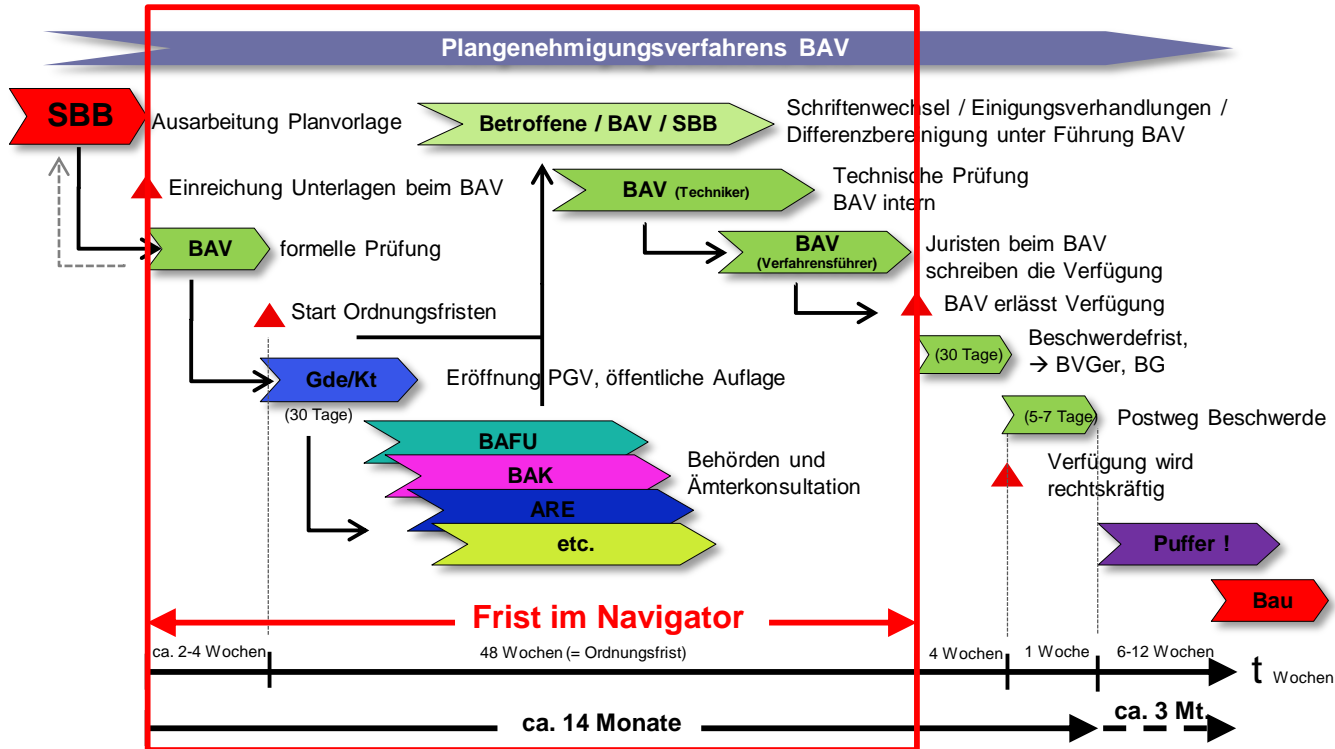 Plangenehmigungsverfahrens BAV
SBB
Ausarbeitung Planvorlage
Betroffene / BAV / SBB
Schriftenwechsel / Einigungsverhandlungen /
Differenzbereinigung unter Führung BAV
Einreichung Unterlagen beim BAV
BAV (Techniker)
Technische Prüfung
BAV intern
BAV
formelle Prüfung
BAV
(Verfahrensführer)
Juristen beim BAV
schreiben die Verfügung
Start Ordnungsfristen
BAV erlässt Verfügung
(30 Tage)
Beschwerdefrist,
→ BVGer, BG
Gde/Kt
Eröffnung PGV, öffentliche Auflage
(30 Tage)
(5-7 Tage)
Postweg Beschwerde
BAFU
BAK
ARE
etc.
Behörden und
Ämterkonsultation
Verfügung wird
rechtskräftig
Puffer !
Bau
Frist im Navigator
ca. 2-4 Wochen
48 Wochen (= Ordnungsfrist)
4 Wochen
1 Woche
6-12 Wochen
t Wochen
ca. 14 Monate
ca. 3 Mt.